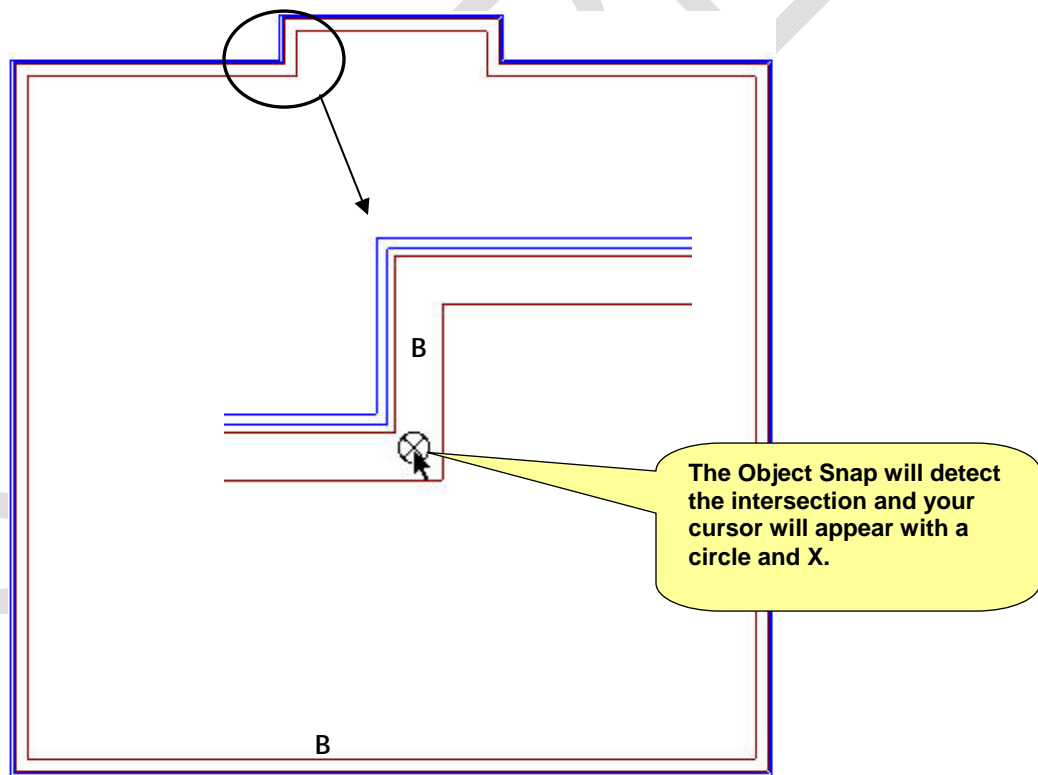 B
The Object Snap will detect
the intersection and your
cursor will appear with a
circle and X.
B